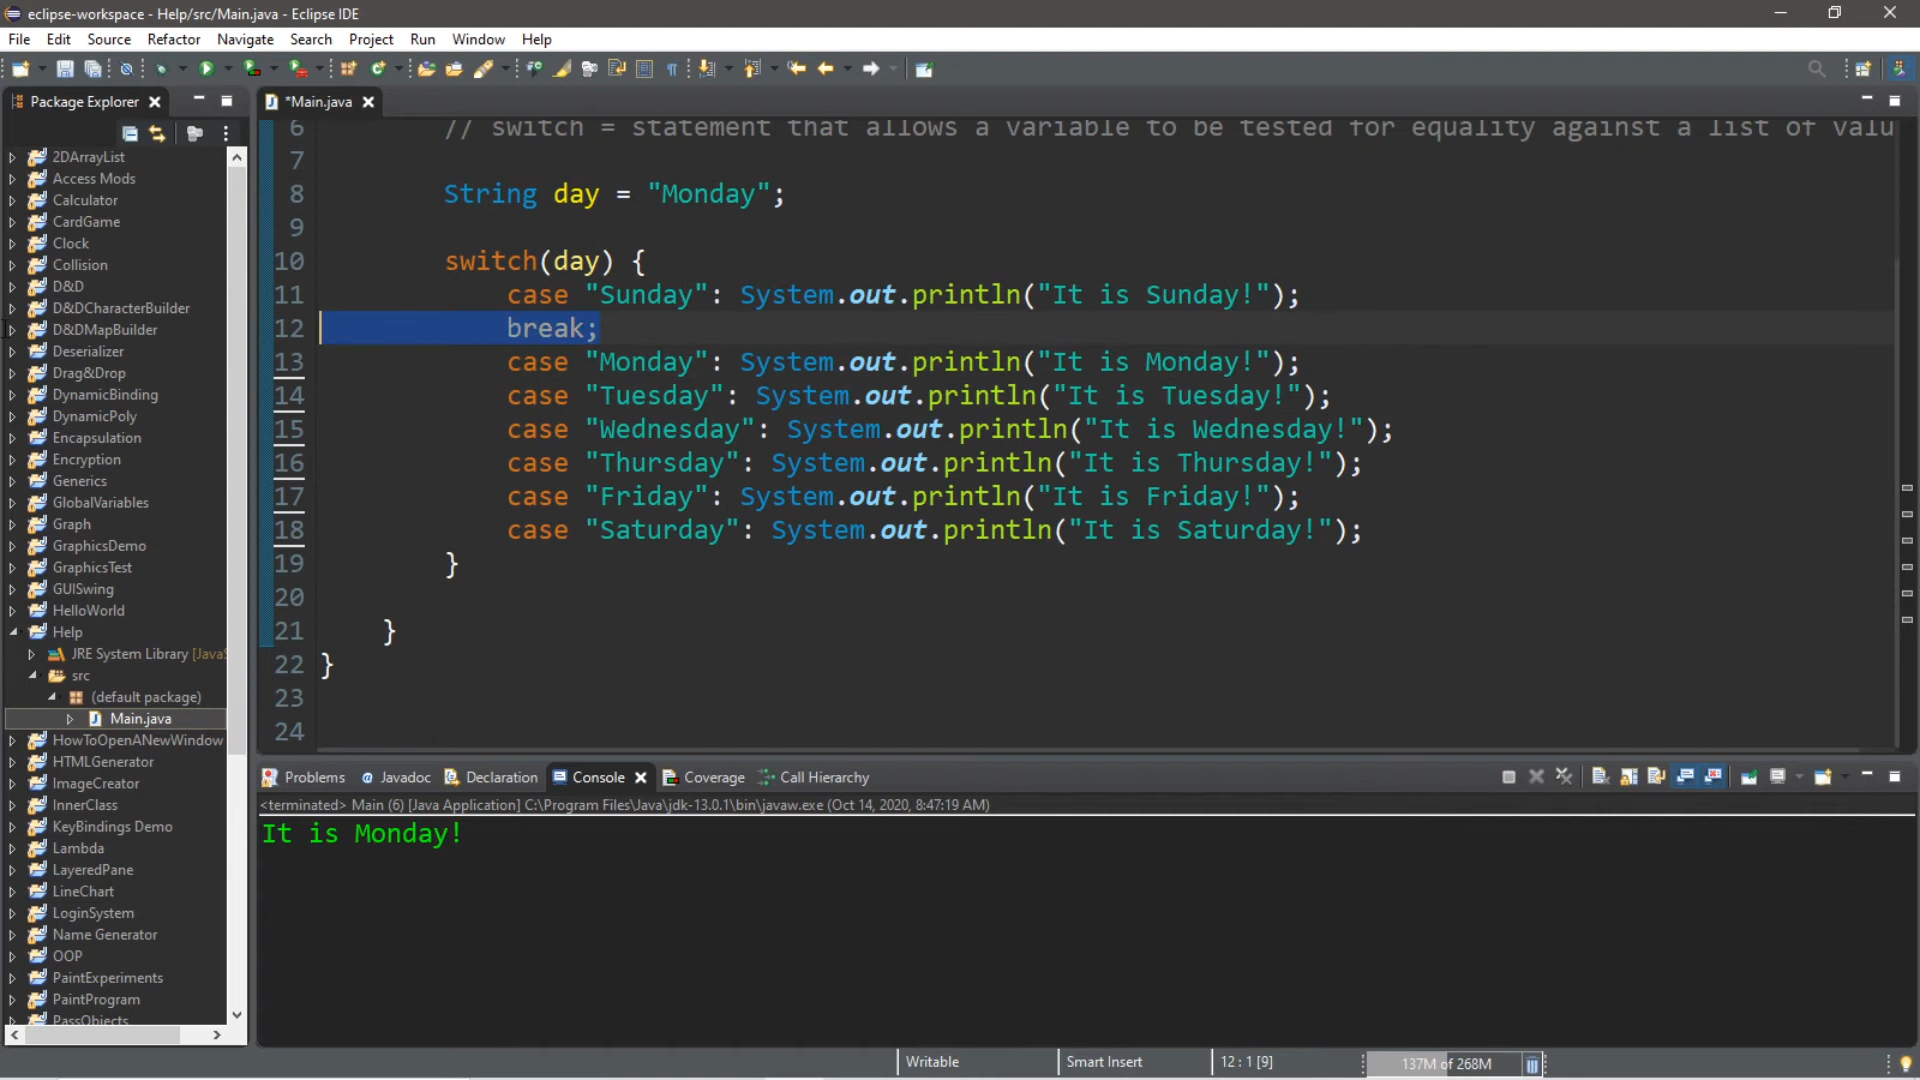 eclipse-workspace - Help/src/Main.java - Eclipse IDE
File Edit Source Refactor Navigate Search Project Run Window Help
Package Explorer
2DArrayList
Access Mods
Calculator
CardGame
Clock
Collision
D&D
D&DCharacterBuilder
D&DMapBuilder
Deserializer
Drag&Drop
DynamicBinding
DynamicPoly
Encapsulation
Encryption
Generics
GlobalVariables
Graph
GraphicsDemo
GraphicsTest
GUISwing
HelloWorld
Help
JRE System Library [JavaS
src
(default package)
Main.java
HowToOpenANewWindow
HTMLGenerator
ImageCreator
InnerClass
KeyBindings Demo
Lambda
LayeredPane
LineChart
LoginSystem
Name Generator
OOP
PaintExperiments
PaintProgram
PassObjects
*Main.java
6 // switch = statement that allows a variable to be tested for equality against a list of valu
7
8 String day = "Monday";
9
10 switch(day) {
11 case "Sunday": System.out.println("It is Sunday!");
12 break;
13 case "Monday": System.out.println("It is Monday!");
14 case "Tuesday": System.out.println("It is Tuesday!");
15 case "Wednesday": System.out.println("It is Wednesday!");
16 case "Thursday": System.out.println("It is Thursday!");
17 case "Friday": System.out.println("It is Friday!");
18 case "Saturday": System.out.println("It is Saturday!");
19 }
20
21 }
22 }
23
24
Problems Javadoc Declaration Console Coverage Call Hierarchy
<terminated> Main (6) [Java Application] C:\Program Files\Java\jdk-13.0.1\bin\javaw.exe (Oct 14, 2020, 8:47:19 AM)
It is Monday!
Writable Smart Insert 12 : 1 [9] 137M of 268M